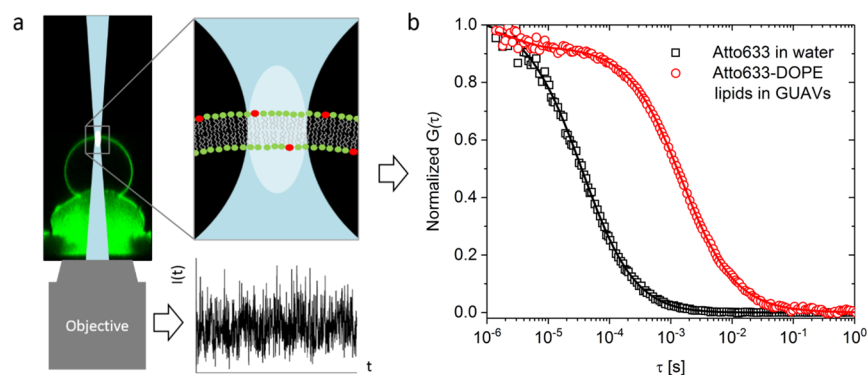 a
Objective
I(t)
t
b
Normalized G(τ)
1.0
0.8
0.6
0.4
0.2
0.0
10⁻⁶ 10⁻⁵ 10⁻⁴ 10⁻³ 10⁻² 10⁻¹ 10⁰
τ [s]
Atto633 in water
Atto633-DOPE
lipids in GUAVs